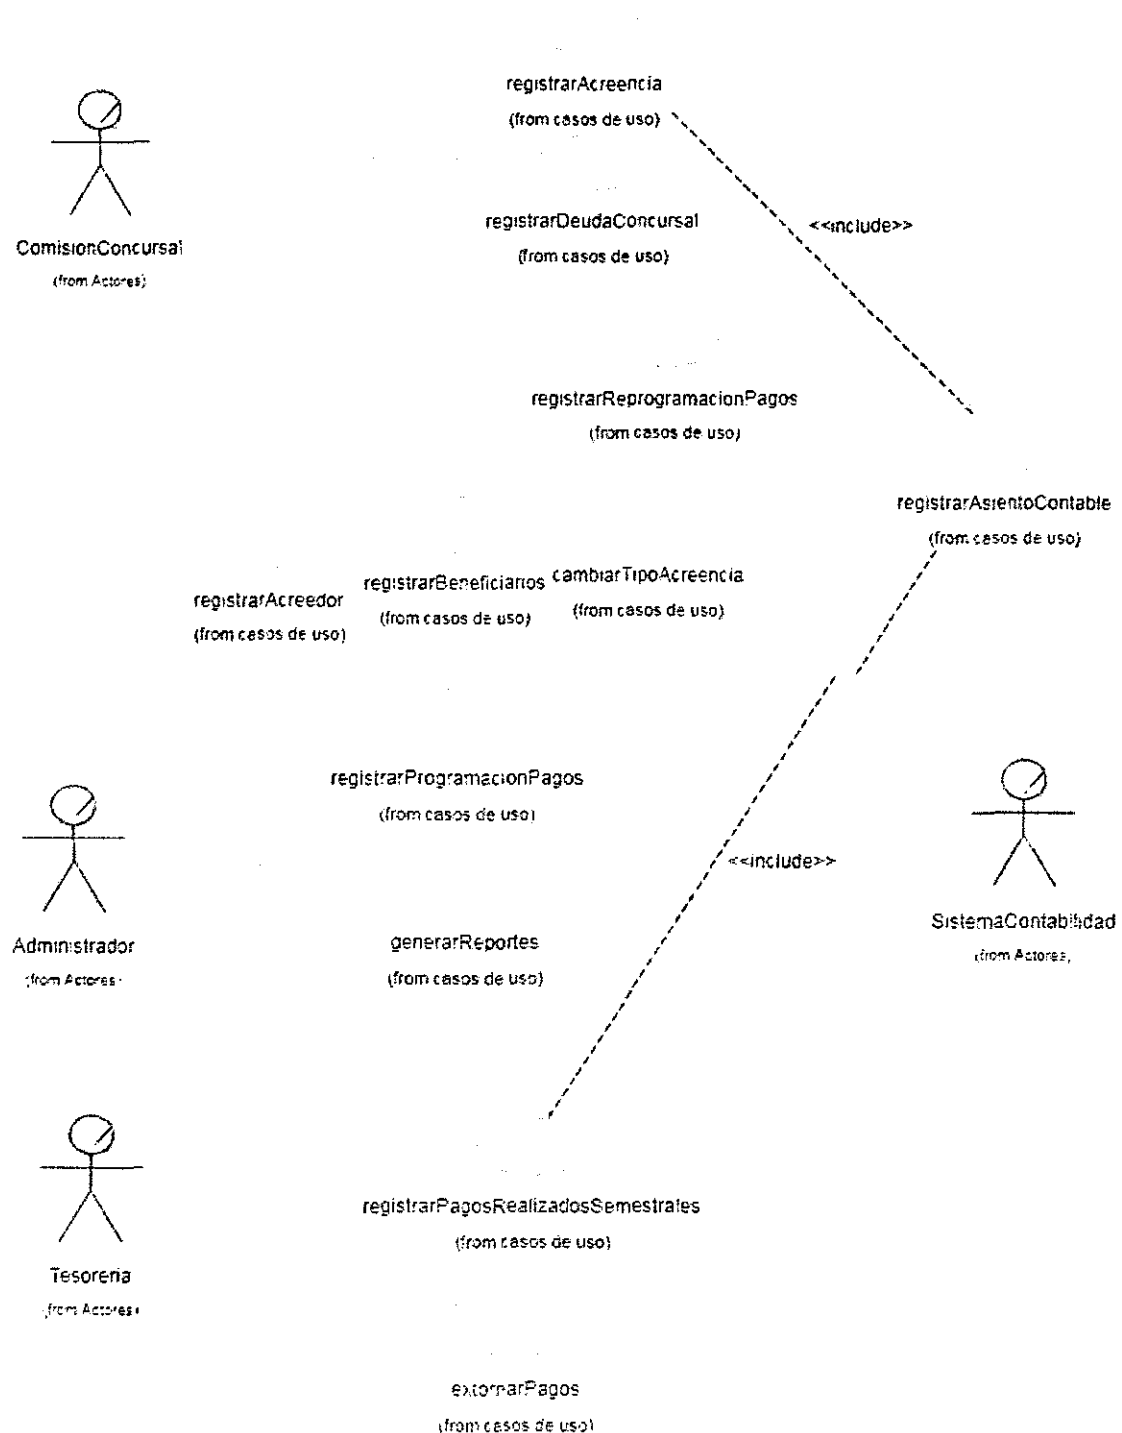 registrarAcreencia
(from casos de uso)
registrarDeudaConcursal
(from casos de uso)
<<include>>
ComisionConcursal
(from Actores)
registrarReprogramacionPagos
(from casos de uso)
registrarAsientoContable
(from casos de uso)
registrarAcreedor
(from casos de uso)
registrarBeneficiarios
(from casos de uso)
cambiarTipoAcreencia
(from casos de uso)
registrarProgramacionPagos
(from casos de uso)
<<include>>
Administrador
(from Actores)
generarReportes
(from casos de uso)
SistemaContabilidad
(from Actores)
registrarPagosRealizadosSemestrales
(from casos de uso)
Tesoreria
(from Actores)
extornarPagos
(from casos de uso)